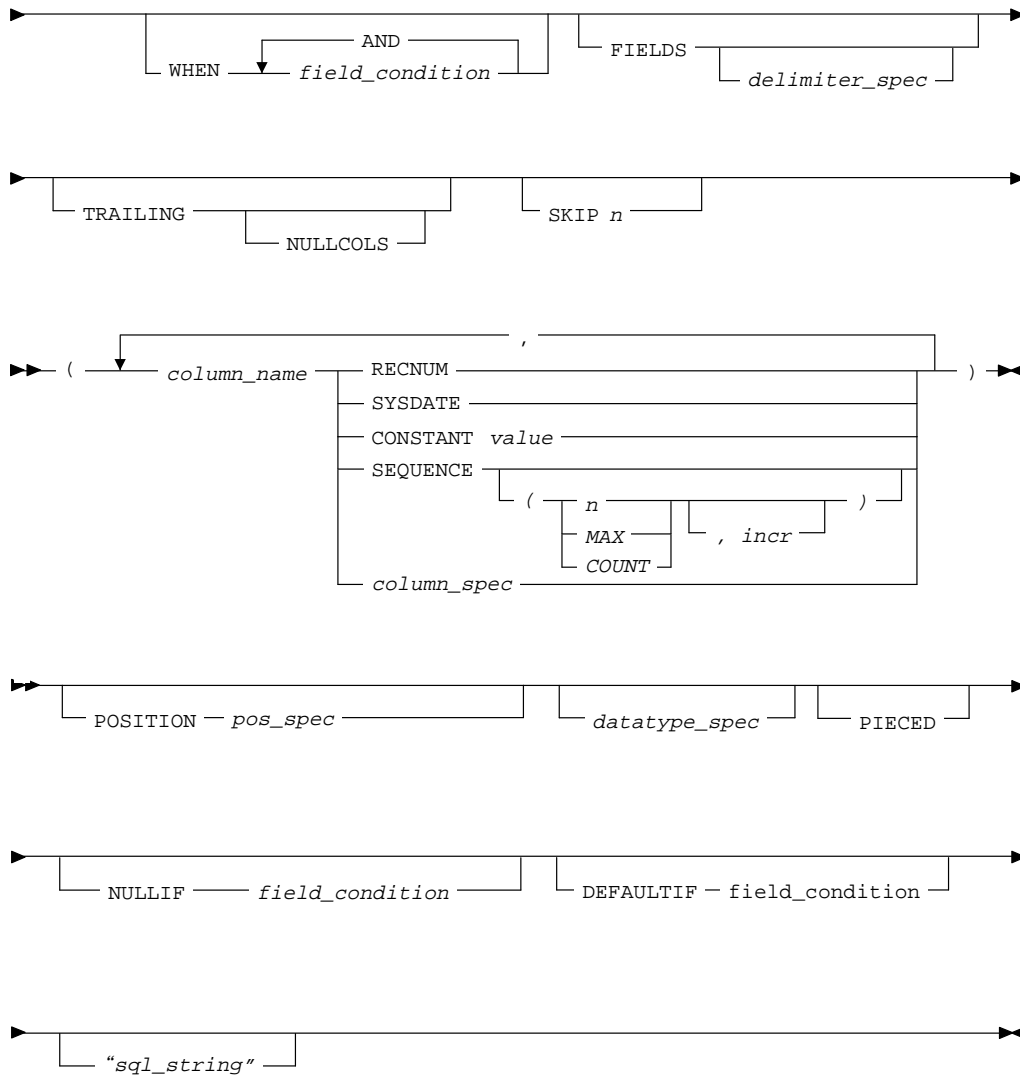 AND
WHEN field_condition
FIELDS
delimiter_spec
TRAILING
NULLCOLS
SKIP n
,
( column_name RECNUM )
SYSDATE
CONSTANT value
SEQUENCE
( n )
MAX , incr
COUNT
column_spec
POSITION pos_spec datatype_spec PIECED
NULLIF field_condition DEFAULTIF field_condition
“sql_string”